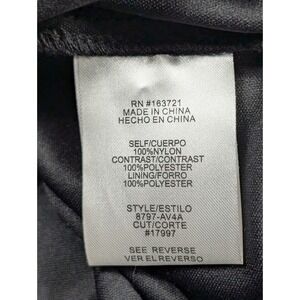 RN #163721
MADE IN CHINA
HECHO EN CHINA
SELF/CUERPO
100%NYLON
CONTRAST/CONTRAST
100%POLYESTER
LINING/FORRO
100%POLYESTER
STYLE/ESTILO
8797-AV4A
CUT/CORTE
#17997
SEE REVERSE
VER EL REVERSO